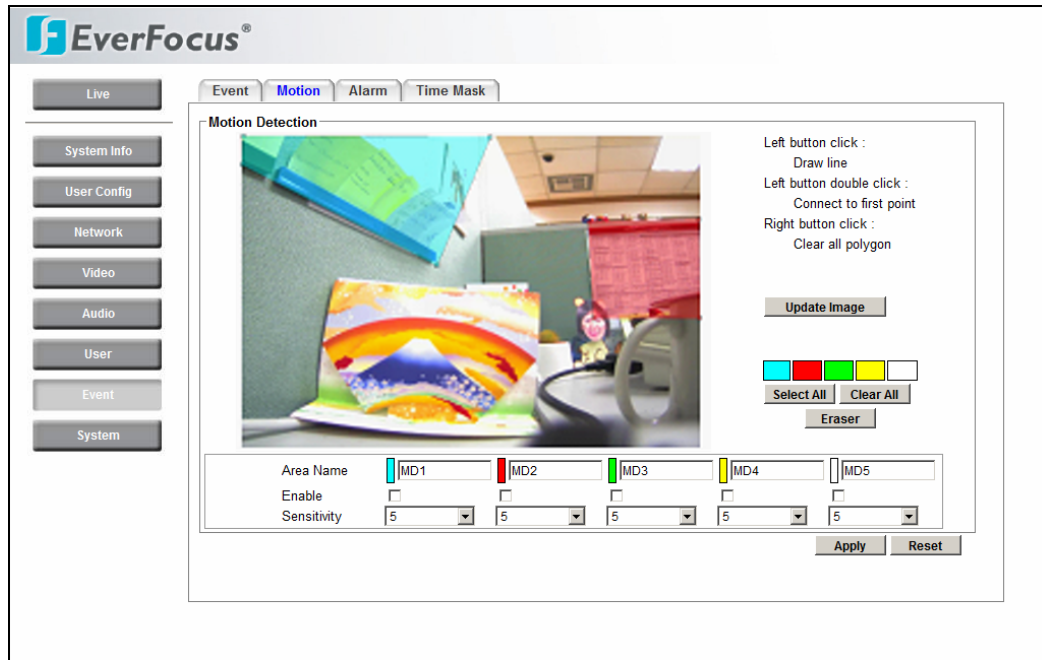 EverFocus®
Live
System Info
User Config
Network
Video
Audio
User
Event
System
Event Motion Alarm Time Mask
Motion Detection
Left button click :
Draw line
Left button double click :
Connect to first point
Right button click :
Clear all polygon
Update Image
Select All Clear All
Eraser
Area Name MD1 MD2 MD3 MD4 MD5
Enable
Sensitivity 5 5 5 5 5
Apply Reset